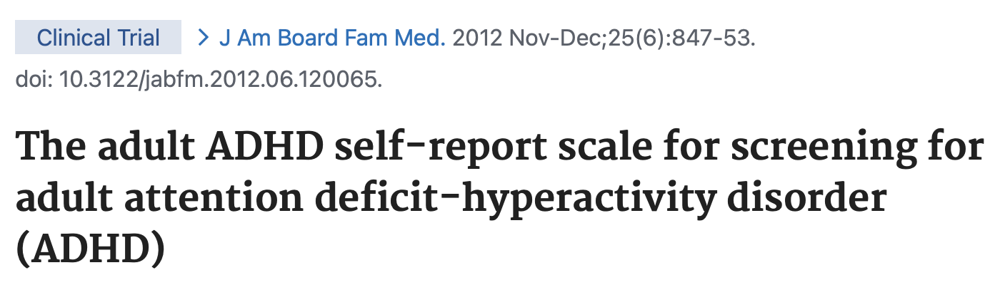 Clinical Trial > J Am Board Fam Med. 2012 Nov-Dec;25(6):847-53.
doi: 10.3122/jabfm.2012.06.120065.
The adult ADHD self-report scale for screening for
adult attention deficit-hyperactivity disorder
(ADHD)